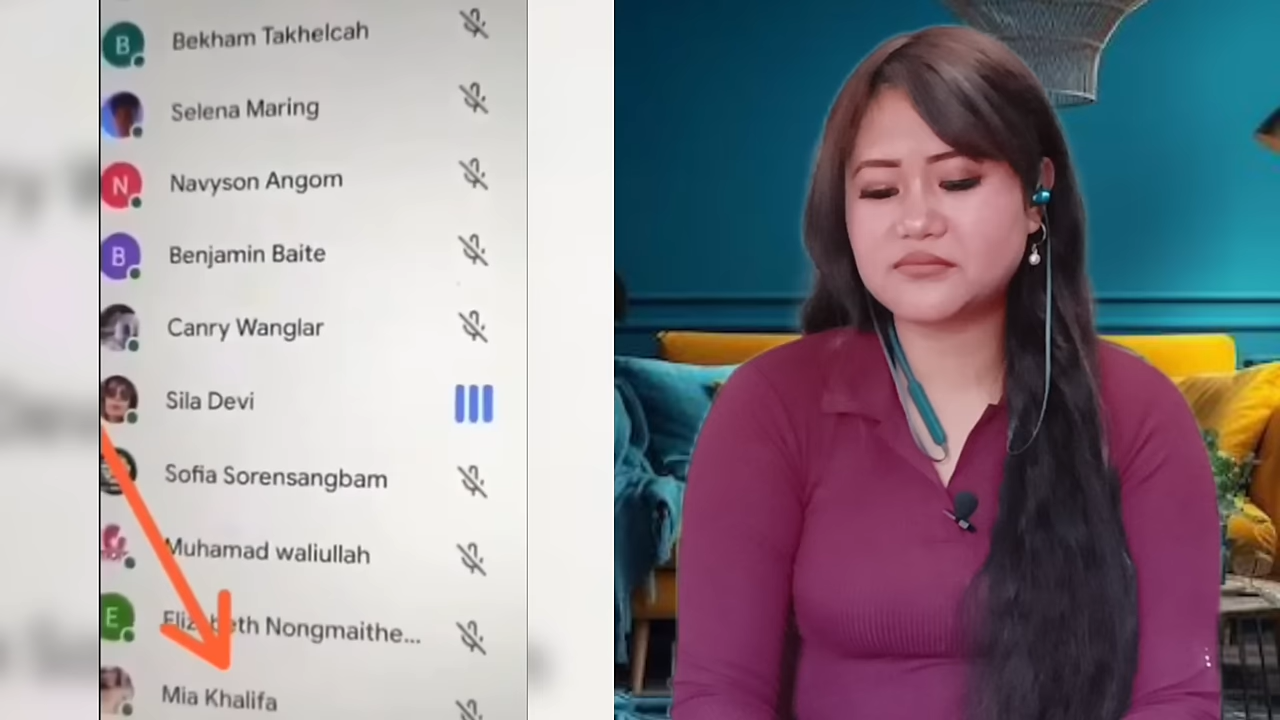 B Bekham Takhelcah
Selena Maring
N Navyson Angom
B Benjamin Baite
Canry Wanglar
Sila Devi
Sofia Sorensangbam
Muhamad waliullah
E Elizabeth Nongmaithe...
Mia Khalifa